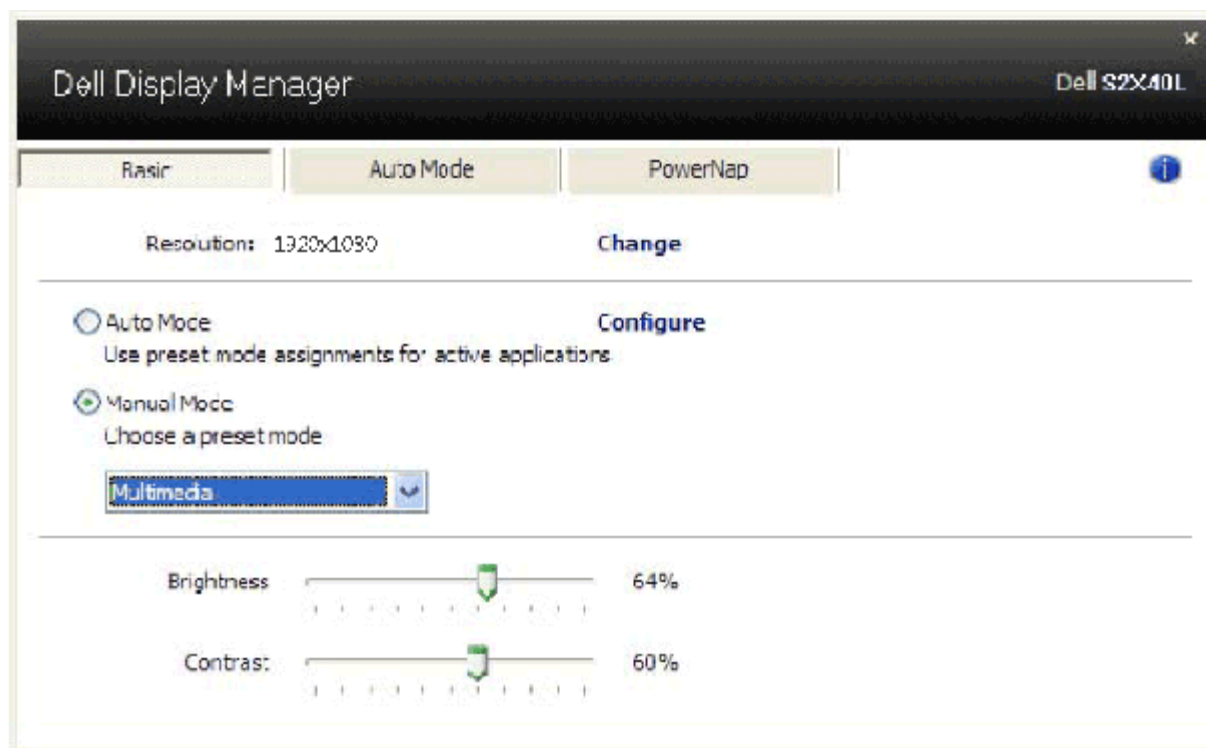 Dell Display Manager
Dell S2X40L
Basic
Auto Mode
PowerNap
Resolution: 1920x1080
Change
Auto Mode
Configure
Use preset mode assignments for active applications
Manual Mode
Choose a preset mode
Multimedia
Brightness
64%
Contrast
60%